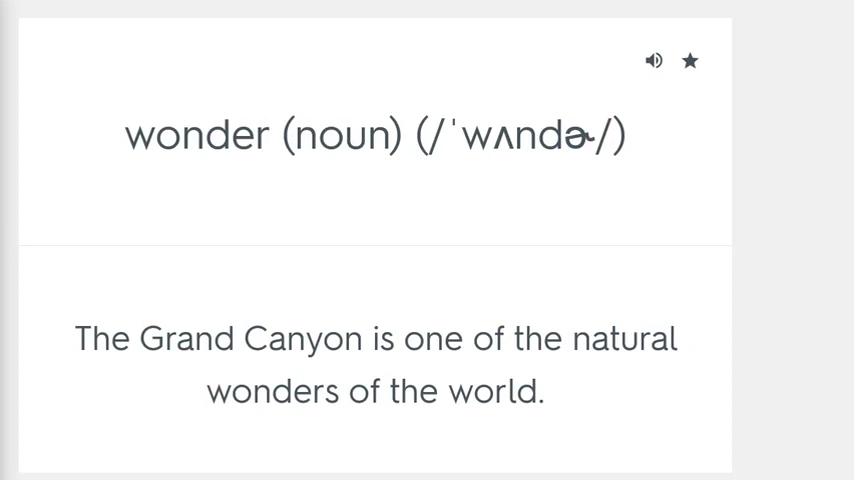 wonder (noun) (/ˈwʌndɚ/)
The Grand Canyon is one of the natural
wonders of the world.